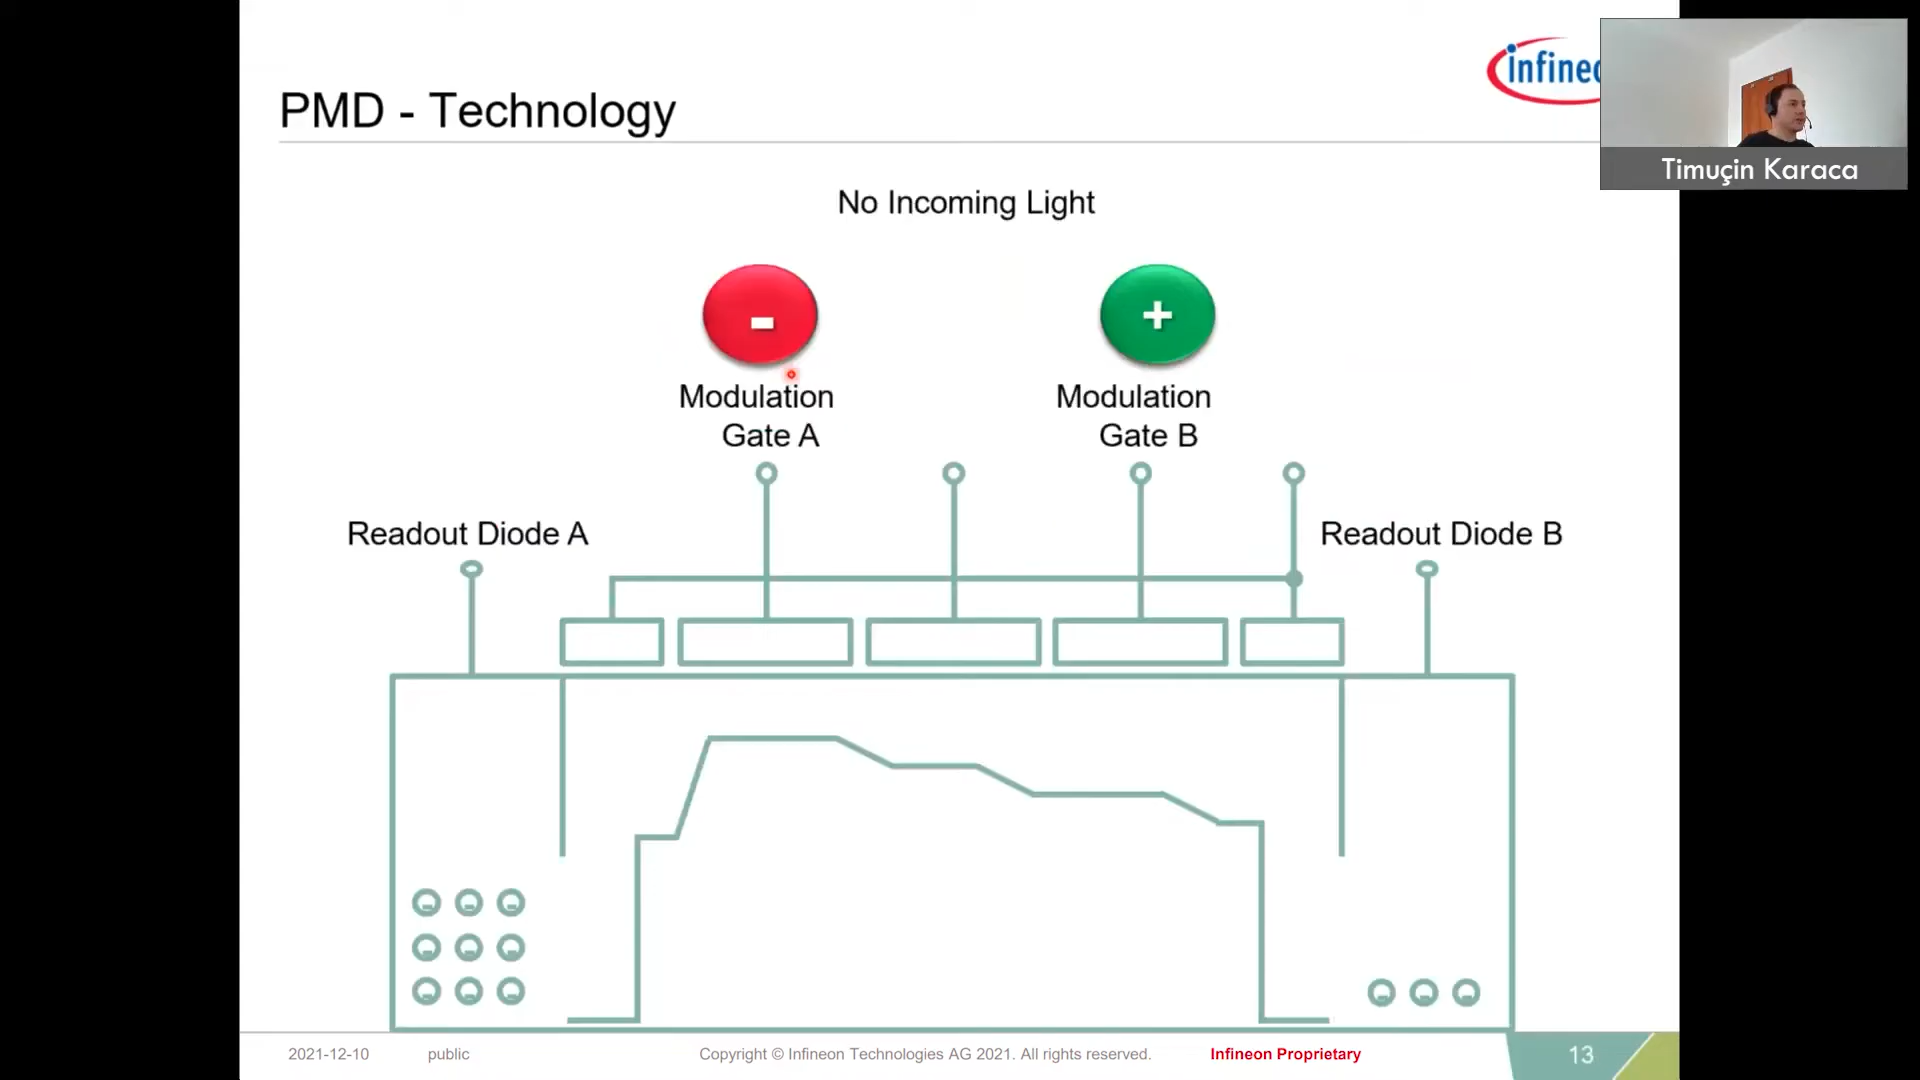 infineo
PMD - Technology
Timuçin Karaca
No Incoming Light
-
+
Modulation
Gate A
Modulation
Gate B
Readout Diode A
Readout Diode B
2021-12-10
public
Copyright © Infineon Technologies AG 2021. All rights reserved.
Infineon Proprietary
13